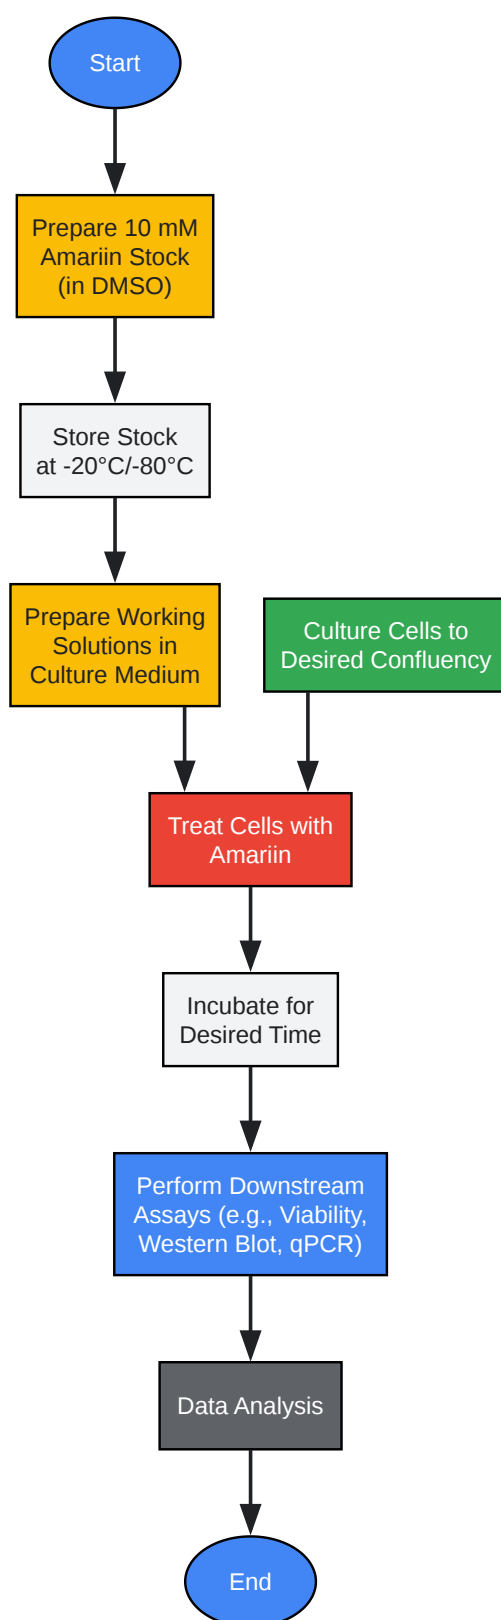 Start
Prepare 10 mM
Amariin Stock
(in DMSO)
Store Stock
at -20°C/-80°C
Prepare Working
Solutions in
Culture Medium
Culture Cells to
Desired Confluency
Treat Cells with
Amariin
Incubate for
Desired Time
Perform Downstream
Assays (e.g., Viability,
Western Blot, qPCR)
Data Analysis
End